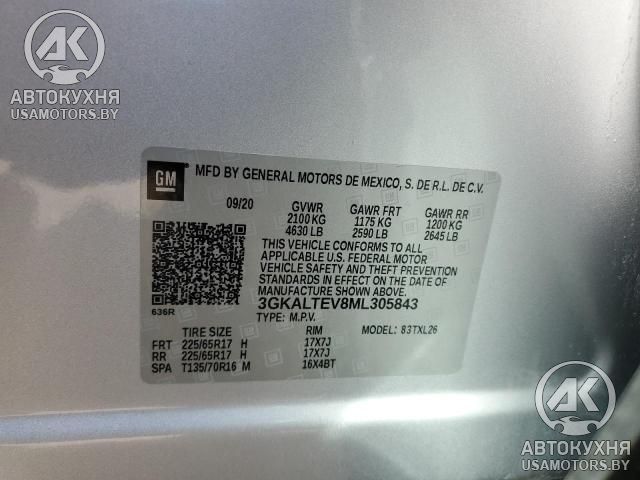 AK
АВТОКУХНЯ
USAMOTORS.BY
GM
MFD BY GENERAL MOTORS DE MEXICO, S. DE R.L. DE C.V.
09/20 GVWR GAWR FRT GAWR RR
2100 KG 1175 KG 1200 KG
4630 LB 2590 LB 2645 LB
THIS VEHICLE CONFORMS TO ALL
APPLICABLE U.S. FEDERAL MOTOR
VEHICLE SAFETY AND THEFT PREVENTION
STANDARDS IN EFFECT ON THE DATE OF
MANUFACTURE SHOWN ABOVE.
636R
3GKALTEV8ML305843
TYPE: M.P.V. MODEL: 83TXL26
TIRE SIZE RIM
FRT 225/65R17 H 17X7J
RR 225/65R17 H 17X7J
SPA T135/70R16 M 16X4BT
AK
АВТОКУХНЯ
USAMOTORS.BY